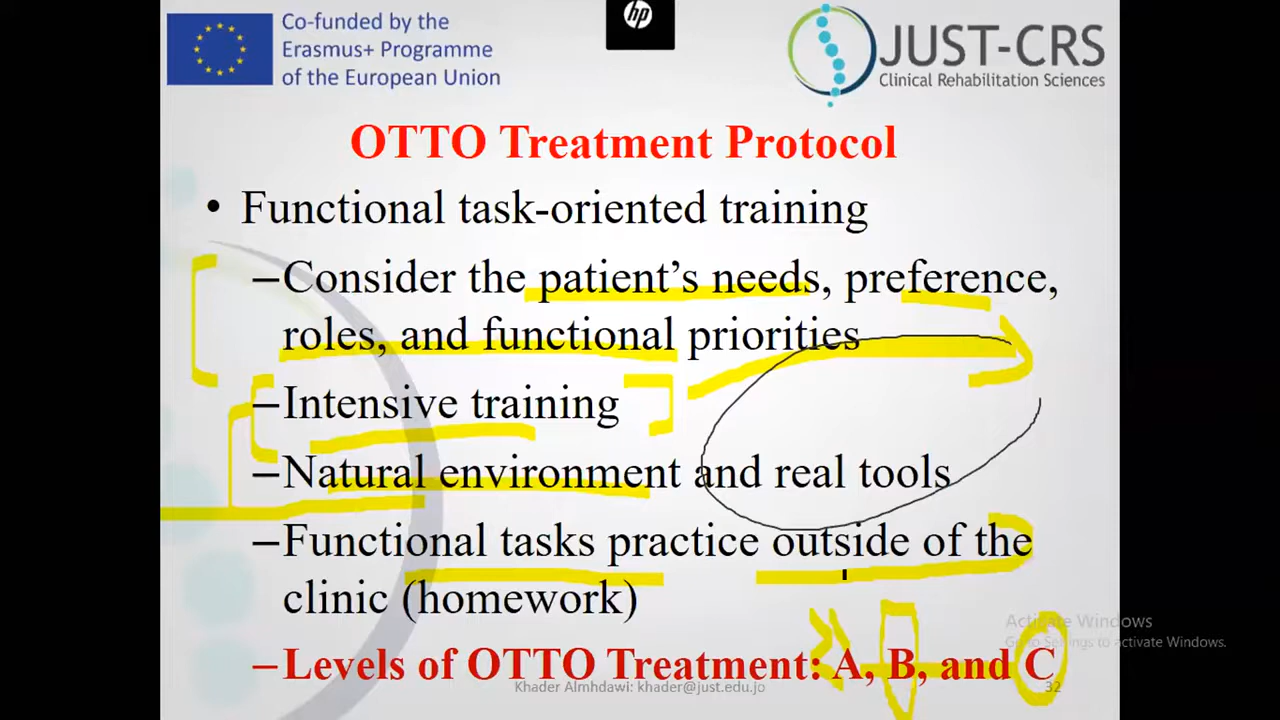 Co-funded by the
Erasmus+ Programme
of the European Union
hp
JUST-CRS
Clinical Rehabilitation Sciences
OTTO Treatment Protocol
• Functional task-oriented training
–Consider the patient’s needs, preference,
roles, and functional priorities
–Intensive training
–Natural environment and real tools
–Functional tasks practice outside of the
clinic (homework)
–Levels of OTTO Treatment: A, B, and C
Activate Windows
Go to Settings to activate Windows.
Khader Almhdawi: khader@just.edu.jo
32